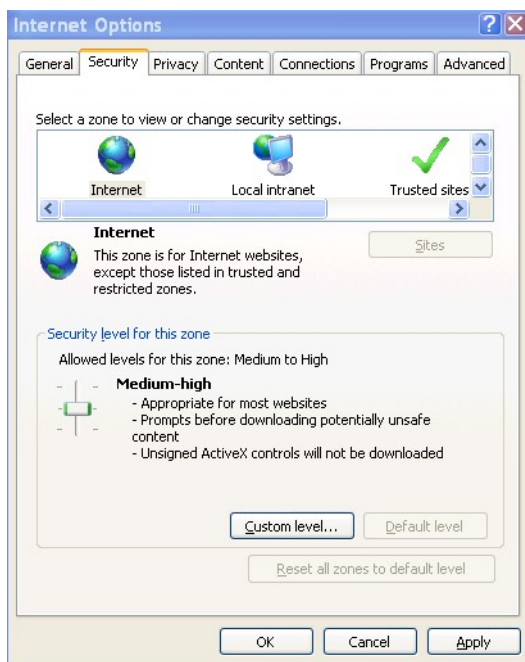 Internet Options
General Security Privacy Content Connections Programs Advanced
Select a zone to view or change security settings.
Internet Local intranet Trusted sites
Internet
This zone is for Internet websites,
except those listed in trusted and
restricted zones.
Sites
Security level for this zone
Allowed levels for this zone: Medium to High
Medium-high
- Appropriate for most websites
- Prompts before downloading potentially unsafe
content
- Unsigned ActiveX controls will not be downloaded
Custom level... Default level
Reset all zones to default level
OK Cancel Apply